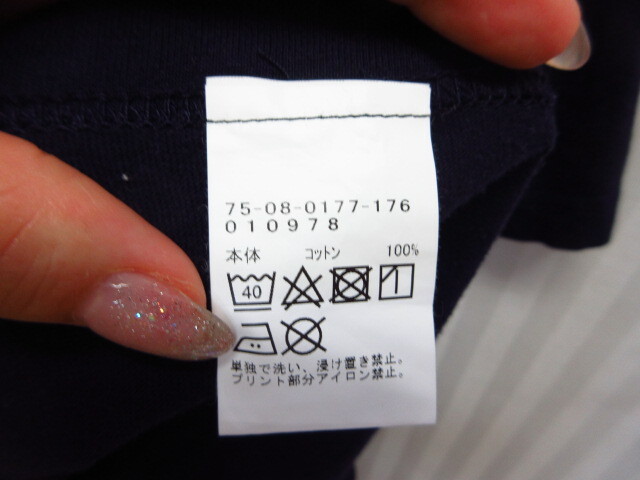 75-08-0177-176
010978
本体 コットン 100%
40
単独で洗い、浸け置き禁止。
プリント部分アイロン禁止。